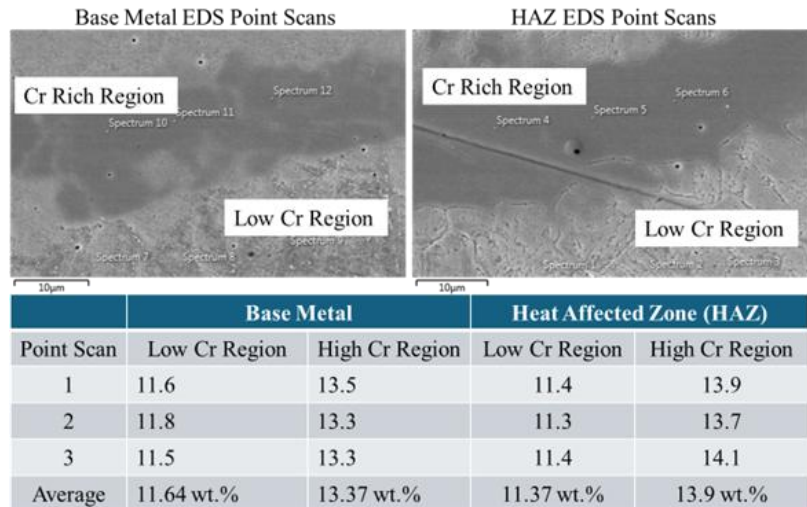 Base Metal EDS Point Scans
HAZ EDS Point Scans
Cr Rich Region
Spectrum 10
Spectrum 11
Spectrum 12
Low Cr Region
Spectrum 7
Spectrum 8
Spectrum 9
10µm
Cr Rich Region
Spectrum 4
Spectrum 5
Spectrum 6
Low Cr Region
Spectrum
Spectrum 2
Spectrum 3
10µm
Base Metal Heat Affected Zone (HAZ)
Point Scan Low Cr Region High Cr Region Low Cr Region High Cr Region
1 11.6 13.5 11.4 13.9
2 11.8 13.3 11.3 13.7
3 11.5 13.3 11.4 14.1
Average 11.64 wt.% 13.37 wt.% 11.37 wt.% 13.9 wt.%